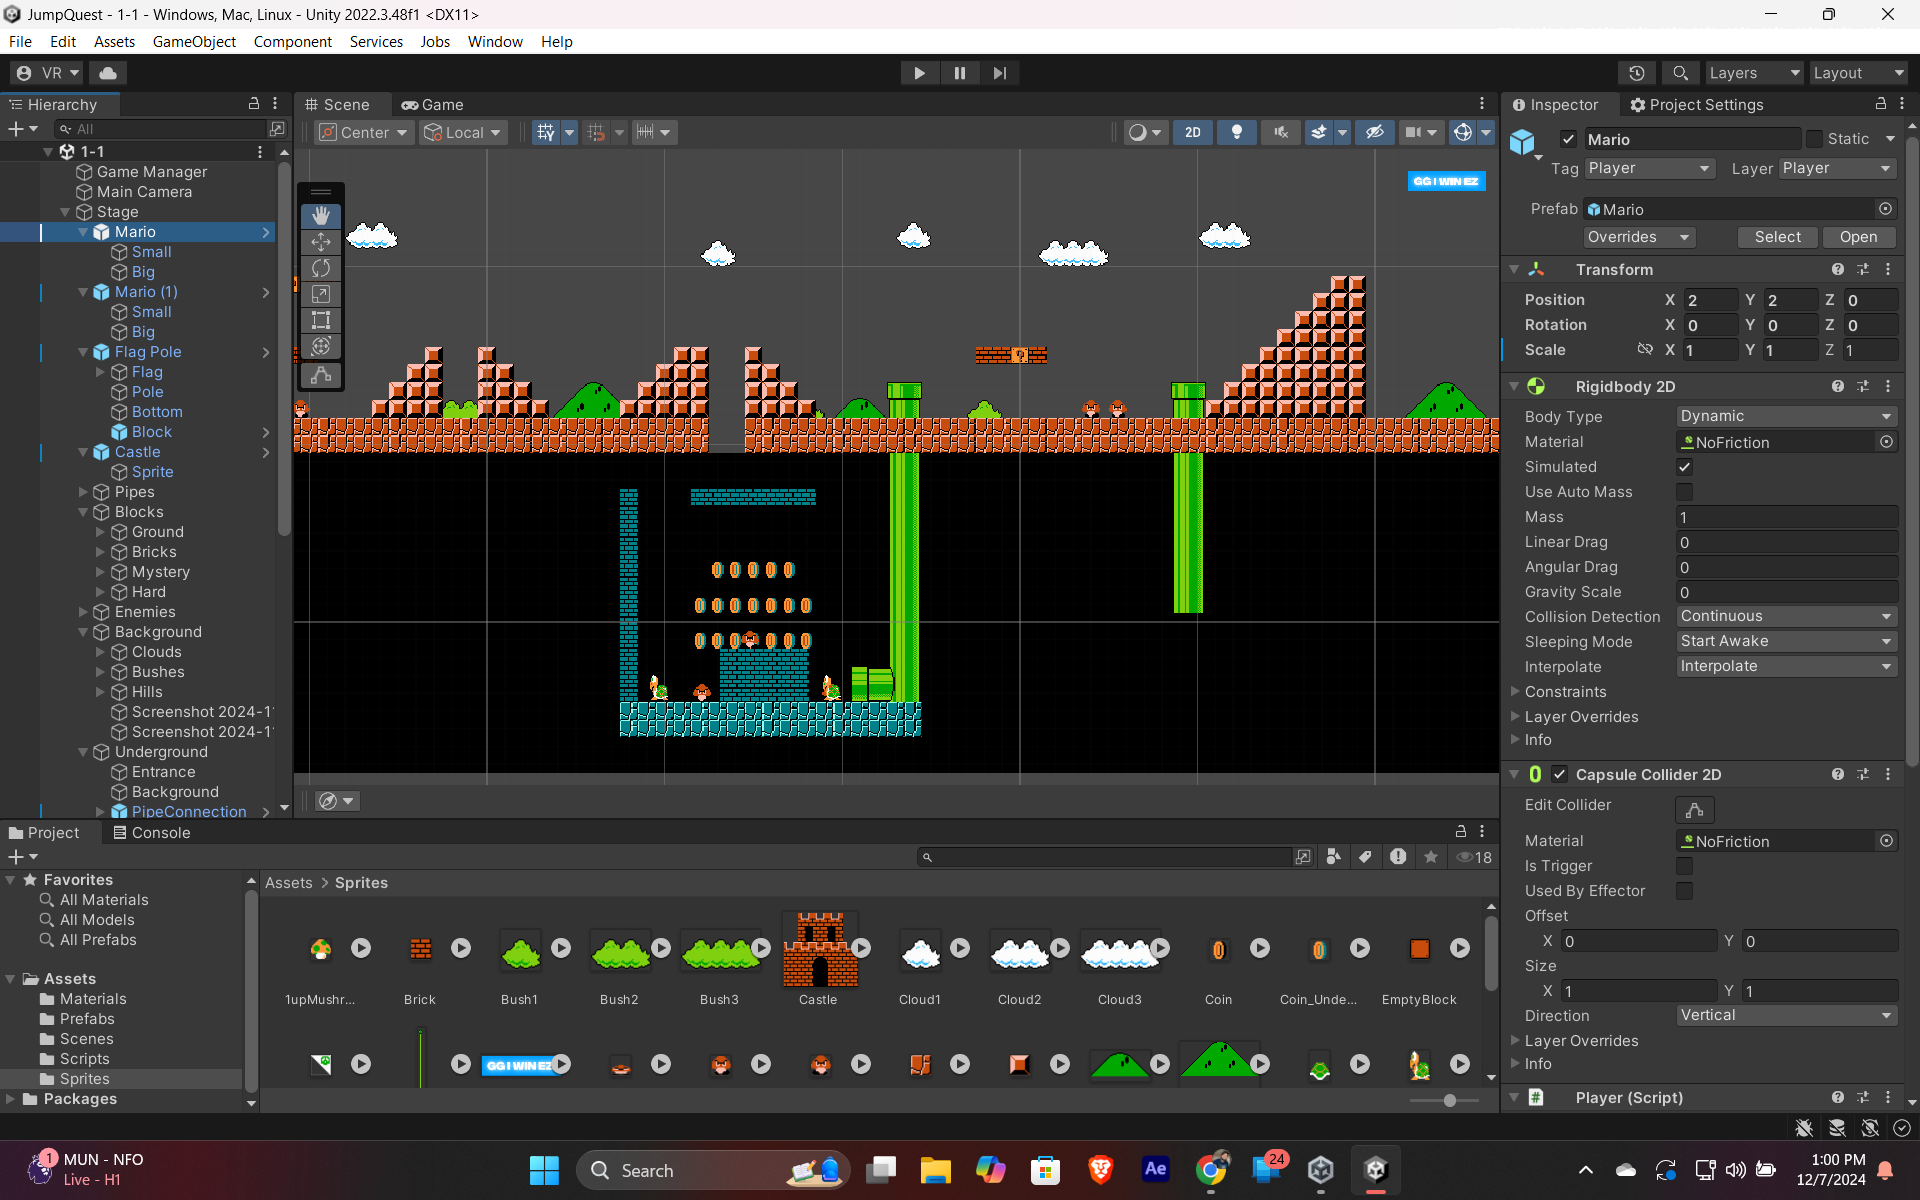 JumpQuest - 1-1 - Windows, Mac, Linux - Unity 2022.3.48f1 <DX11>
File Edit Assets GameObject Component Services Jobs Window Help
VR
Layers
Layout
Hierarchy
All
1-1
Game Manager
Main Camera
Stage
Mario
Small
Big
Mario (1)
Small
Big
Flag Pole
Flag
Pole
Bottom
Block
Castle
Sprite
Pipes
Blocks
Ground
Bricks
Mystery
Hard
Enemies
Background
Clouds
Bushes
Hills
Screenshot 2024-1
Screenshot 2024-1
Underground
Entrance
Background
PipeConnection
Scene
Game
Center
Local
2D
GG I WIN EZ
Inspector
Project Settings
Mario
Static
Tag Player Layer Player
Prefab Mario
Overrides Select Open
Transform
Position X 2 Y 2 Z 0
Rotation X 0 Y 0 Z 0
Scale X 1 Y 1 Z 1
Rigidbody 2D
Body Type Dynamic
Material NoFriction
Simulated
Use Auto Mass
Mass 1
Linear Drag 0
Angular Drag 0
Gravity Scale 0
Collision Detection Continuous
Sleeping Mode Start Awake
Interpolate Interpolate
Constraints
Layer Overrides
Info
Capsule Collider 2D
Edit Collider
Material NoFriction
Is Trigger
Used By Effector
Offset
X 0 Y 0
Size
X 1 Y 1
Direction Vertical
Layer Overrides
Info
Player (Script)
Project
Console
18
Favorites
All Materials
All Models
All Prefabs
Assets
Materials
Prefabs
Scenes
Scripts
Sprites
Packages
Assets > Sprites
1upMushr...
Brick
Bush1
Bush2
Bush3
Castle
Cloud1
Cloud2
Cloud3
Coin
Coin_Unde...
EmptyBlock
GG I WIN EZ
1
MUN - NFO
Live - H1
Search
Ae
24
1:00 PM
12/7/2024